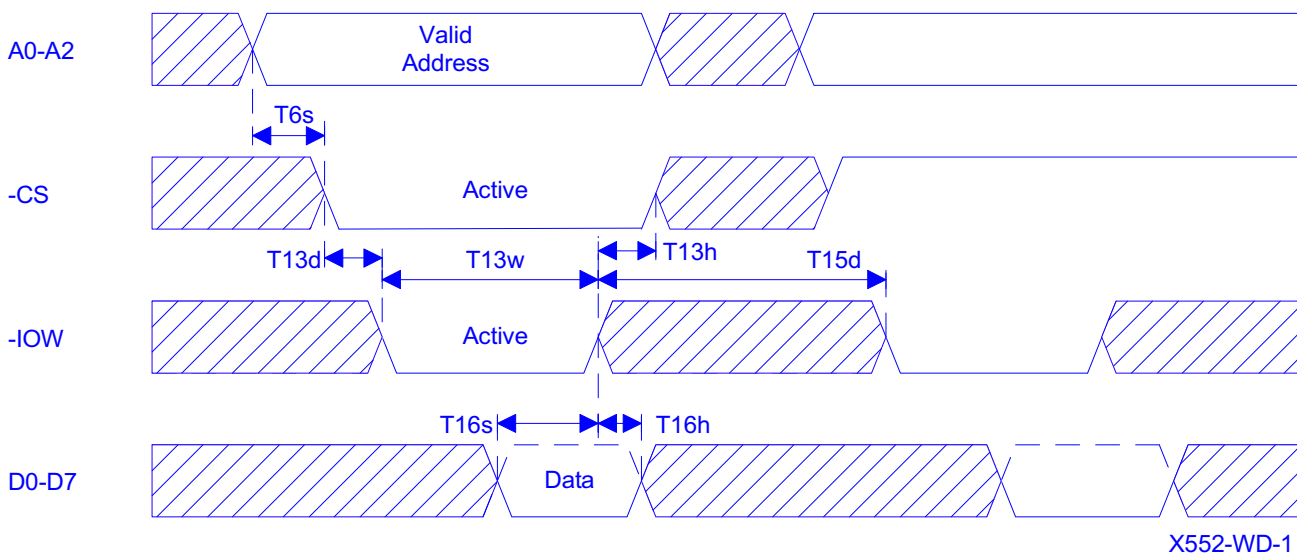 A0-A2
Valid
Address
T6s
-CS
Active
T13d
T13w
T13h
T15d
-IOW
Active
T16s
T16h
D0-D7
Data
X552-WD-1